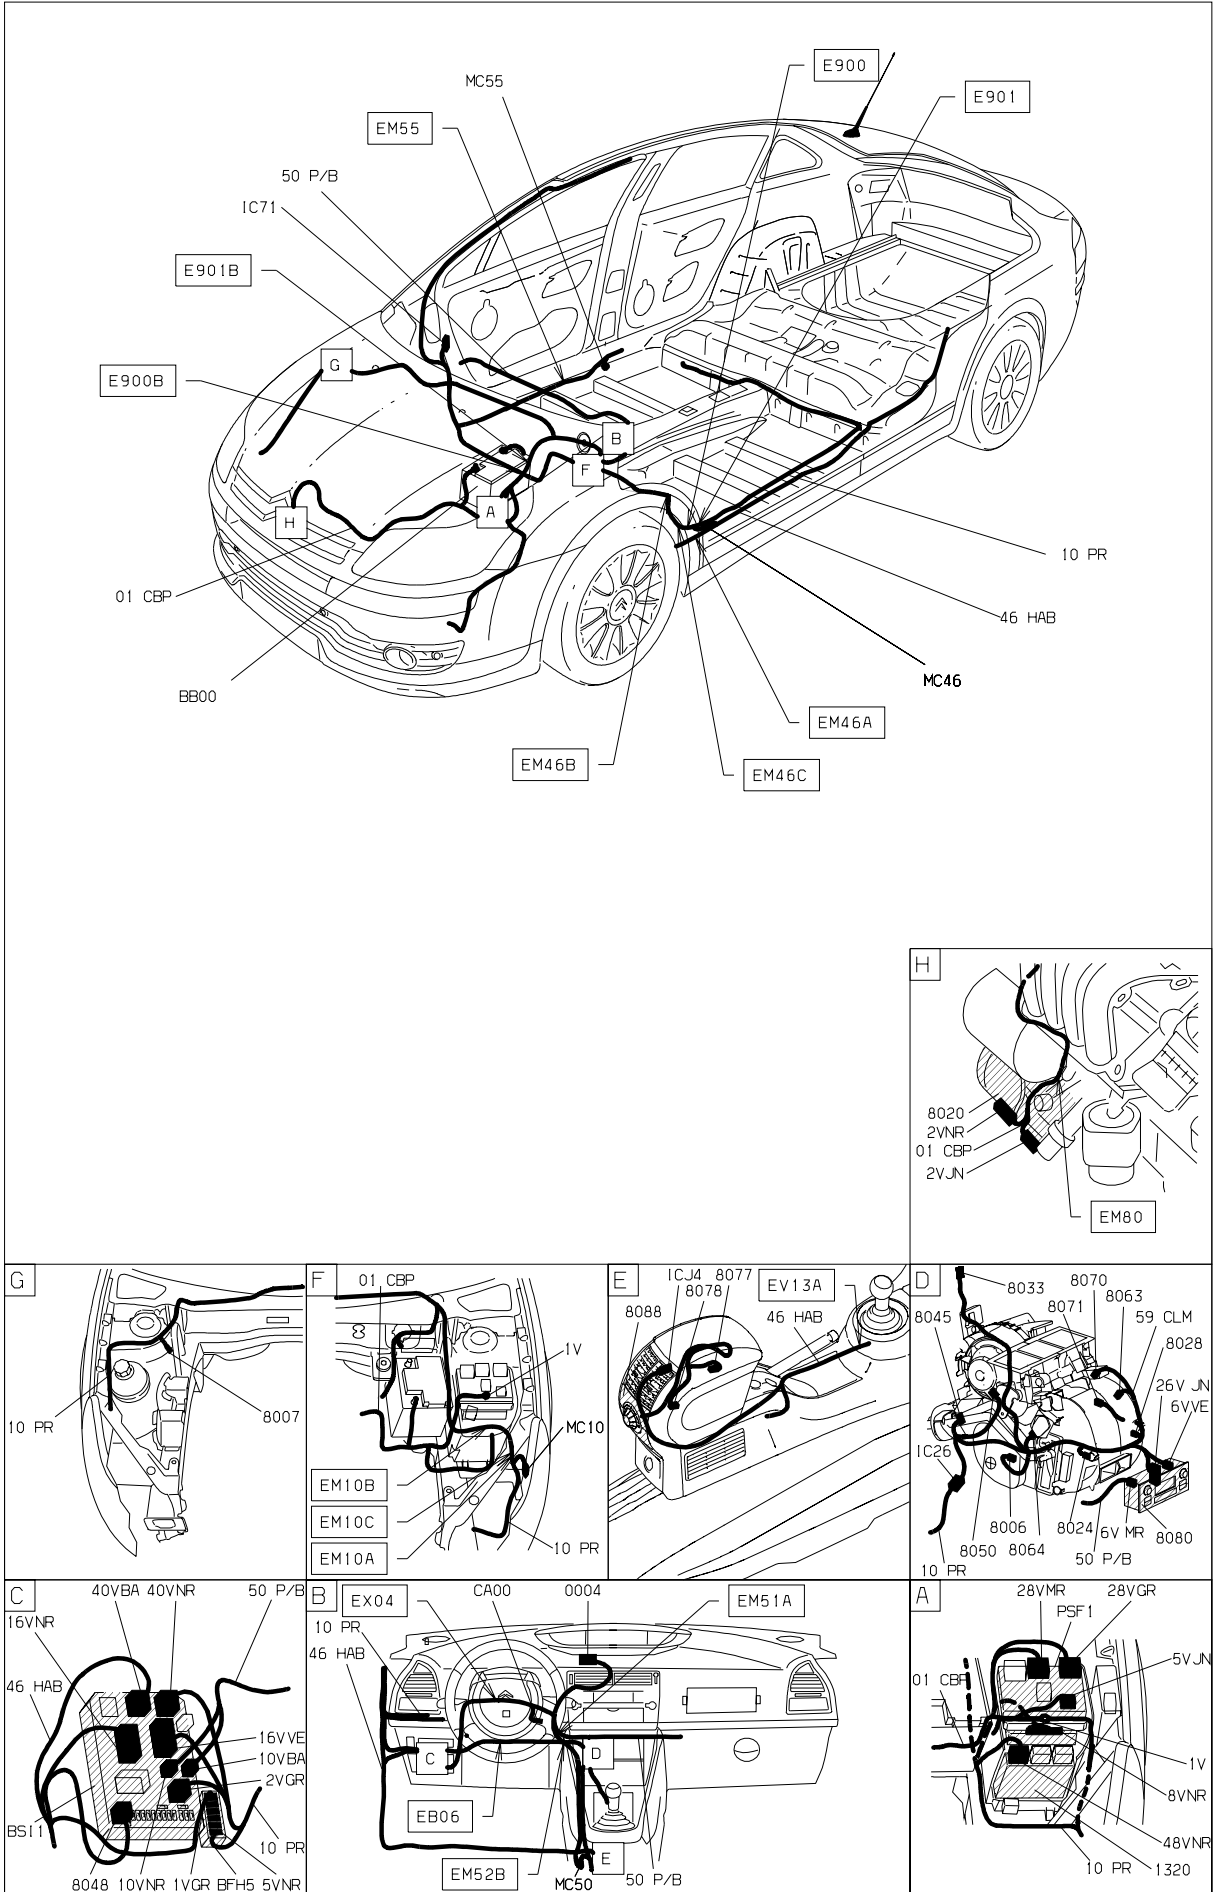 E900
MC55
E901
EM55
50 P/B
IC71
E901B
G
E900B
B
F
A
H
10 PR
01 CBP
46 HAB
MC46
BB00
EM46A
EM46B
EM46C
H
8020
2VNR
01 CBP
2VJN
EM80
G
10 PR
8007
F
01 CBP
1V
MC10
EM10B
EM10C
EM10A
10 PR
E
ICJ4 8077
8078
8088
EV13A
46 HAB
D
8033
8070
8071
8063
8045
59 CLM
8028
26V JN
6VVE
IC26
8006
8024
6V MR
8080
8050
8064
50 P/B
10 PR
C
40VBA 40VNR
50 P/B
16VNR
46 HAB
16VVE
10VBA
2VGR
BSI1
10 PR
8048 10VNR 1VGR BFH5 5VNR
B
EX04
CA00
0004
EM51A
10 PR
46 HAB
C
D
EB06
E
EM52B
MC50
50 P/B
A
28VMR
28VGR
PSF1
5VJN
01 CBP
1V
8VNR
48VNR
10 PR
1320